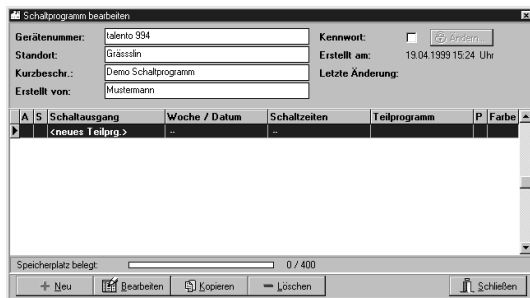 Schaltprogramm bearbeiten
Gerätenummer: talento 994 Kennwort: Ändern...
Standort: Grässslin Erstellt am: 19.04.1999 15:24 Uhr
Kurzbeschr.: Demo Schaltprogramm Letzte Änderung:
Erstellt von: Mustermann
A S Schaltausgang Woche / Datum Schaltzeiten Teilprogramm P Farbe
<neues Teilprg.> -- --
Speicherplatz belegt: 0 / 400
Neu Bearbeiten Kopieren Löschen Schließen